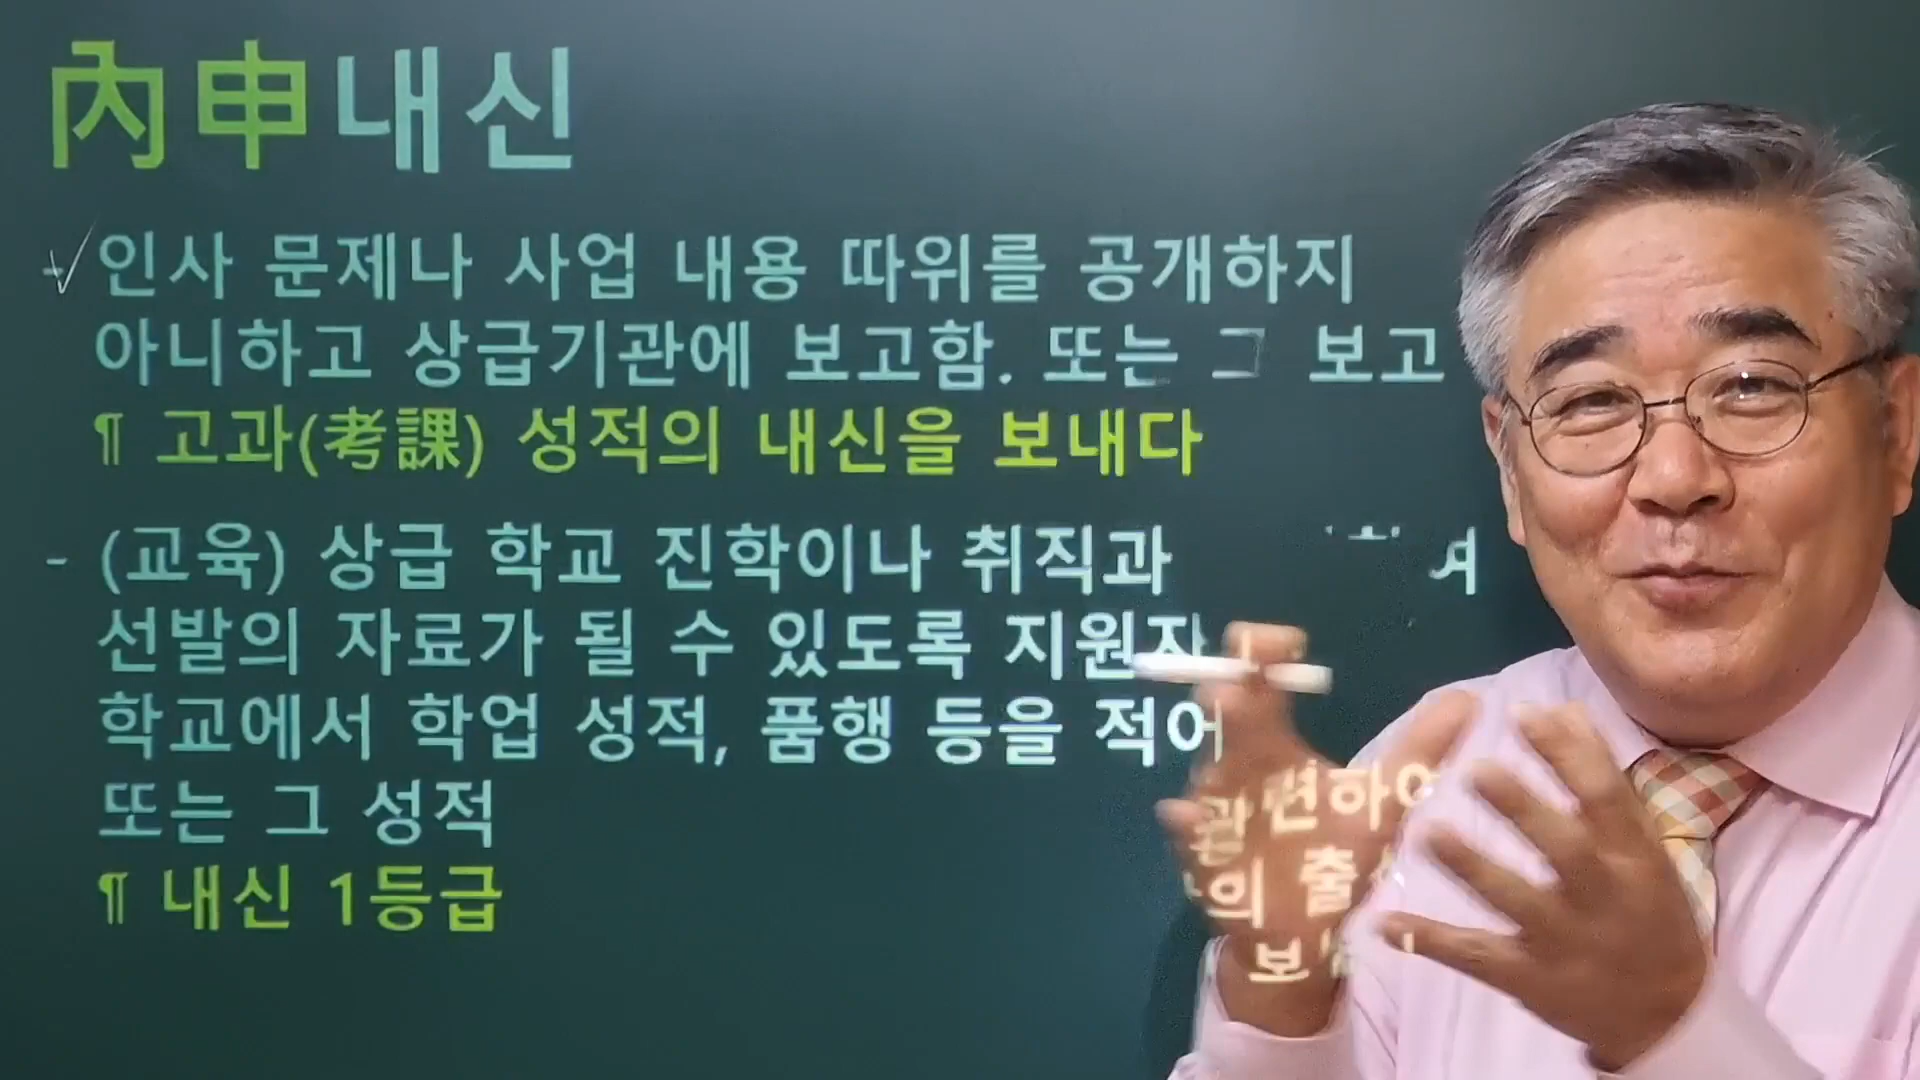 內申내신
- 인사 문제나 사업 내용 따위를 공개하지
아니하고 상급기관에 보고함. 또는 그 보고
¶ 고과(考課) 성적의 내신을 보내다
- (교육) 상급 학교 진학이나 취직과
선발의 자료가 될 수 있도록 지원자
학교에서 학업 성적, 품행 등을 적어
또는 그 성적
¶ 내신 1등급